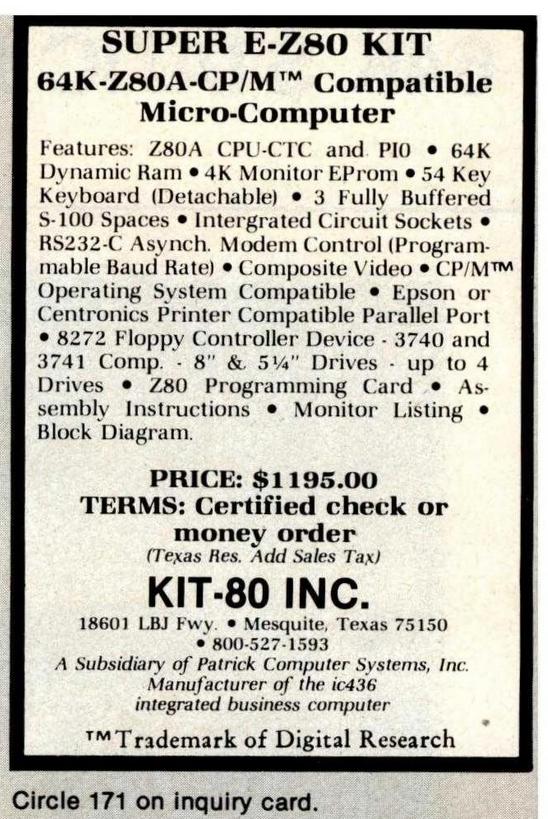 SUPER E-Z80 KIT
64K-Z80A-CP/M™ Compatible
Micro-Computer
Features: Z80A CPU-CTC and PI0 • 64K
Dynamic Ram • 4K Monitor EProm • 54 Key
Keyboard (Detachable) • 3 Fully Buffered
S-100 Spaces • Intergrated Circuit Sockets •
RS232-C Asynch. Modem Control (Program-
mable Baud Rate) • Composite Video • CP/M™
Operating System Compatible • Epson or
Centronics Printer Compatible Parallel Port
• 8272 Floppy Controller Device - 3740 and
3741 Comp. - 8" & 5¼" Drives - up to 4
Drives • Z80 Programming Card • As-
sembly Instructions • Monitor Listing •
Block Diagram.
PRICE: $1195.00
TERMS: Certified check or
money order
(Texas Res. Add Sales Tax)
KIT-80 INC.
18601 LBJ Fwy. • Mesquite, Texas 75150
• 800-527-1593
A Subsidiary of Patrick Computer Systems, Inc.
Manufacturer of the ic436
integrated business computer
™Trademark of Digital Research
Circle 171 on inquiry card.